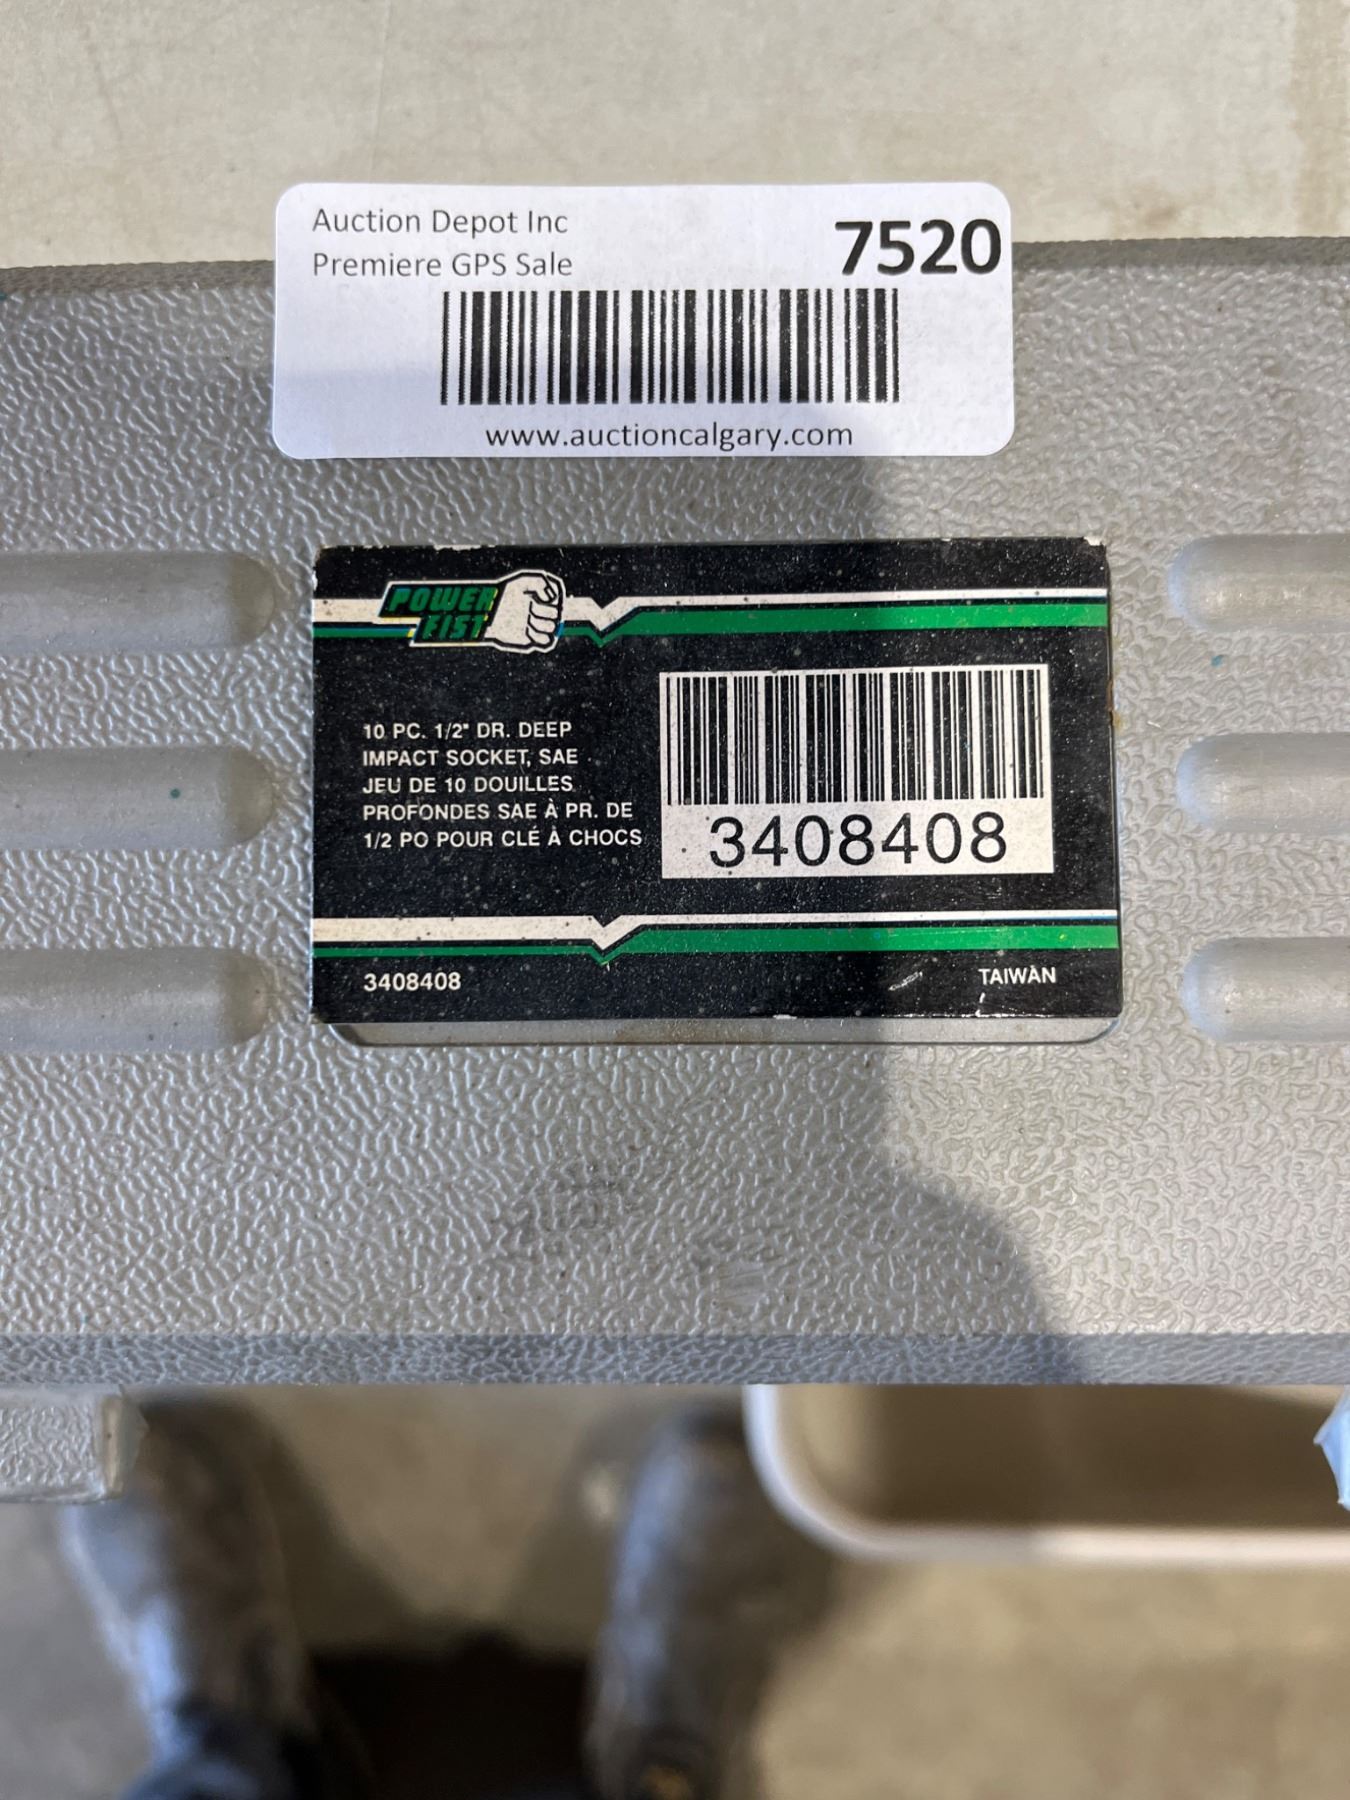 Auction Depot Inc
7520
Premiere GPS Sale
www.auctioncalgary.com
POWER
FIST
10 PC. 1/2" DR. DEEP
IMPACT SOCKET, SAE
JEU DE 10 DOUILLES
PROFONDES SAE À PR. DE
1/2 PO POUR CLÉ À CHOCS
3408408
3408408
TAIWAN